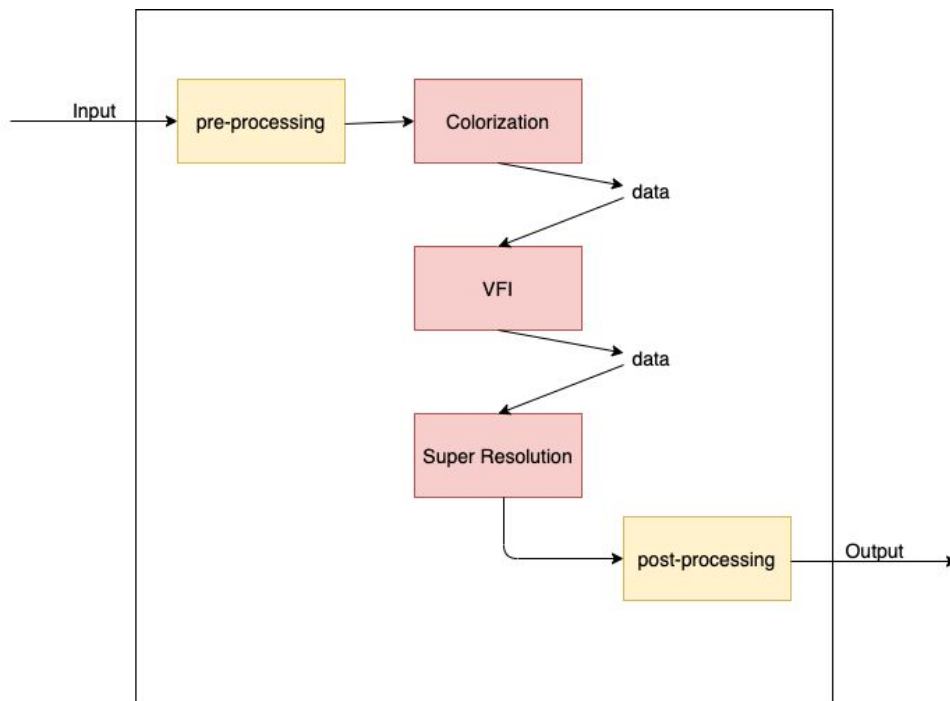 Input
pre-processing
Colorization
data
VFI
data
Super Resolution
post-processing
Output